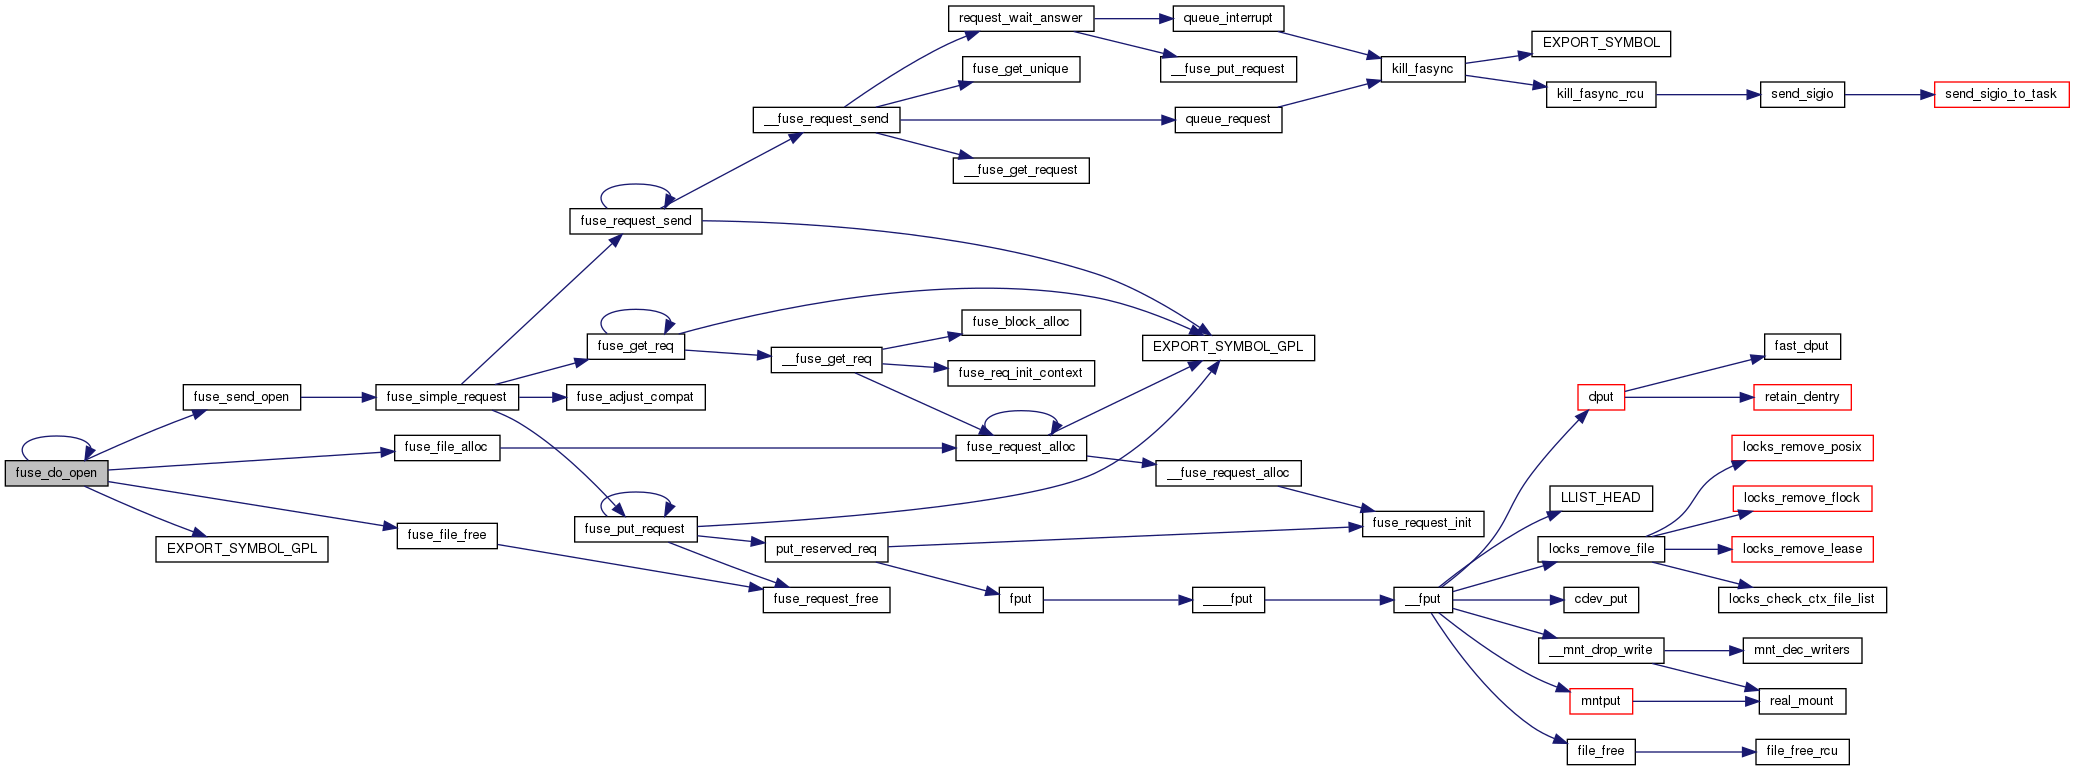 request_wait_answer
queue_interrupt
EXPORT_SYMBOL
fuse_get_unique
__fuse_put_request
kill_fasync
kill_fasync_rcu
send_sigio
send_sigio_to_task
__fuse_request_send
queue_request
__fuse_get_request
fuse_request_send
fuse_block_alloc
fuse_get_req
EXPORT_SYMBOL_GPL
fast_dput
__fuse_get_req
fuse_req_init_context
fuse_send_open
fuse_simple_request
fuse_adjust_compat
dput
retain_dentry
fuse_file_alloc
fuse_request_alloc
locks_remove_posix
fuse_do_open
__fuse_request_alloc
LLIST_HEAD
locks_remove_flock
fuse_put_request
fuse_request_init
fuse_file_free
EXPORT_SYMBOL_GPL
put_reserved_req
locks_remove_file
locks_remove_lease
fuse_request_free
fput
____fput
__fput
cdev_put
locks_check_ctx_file_list
__mnt_drop_write
mnt_dec_writers
mntput
real_mount
file_free
file_free_rcu